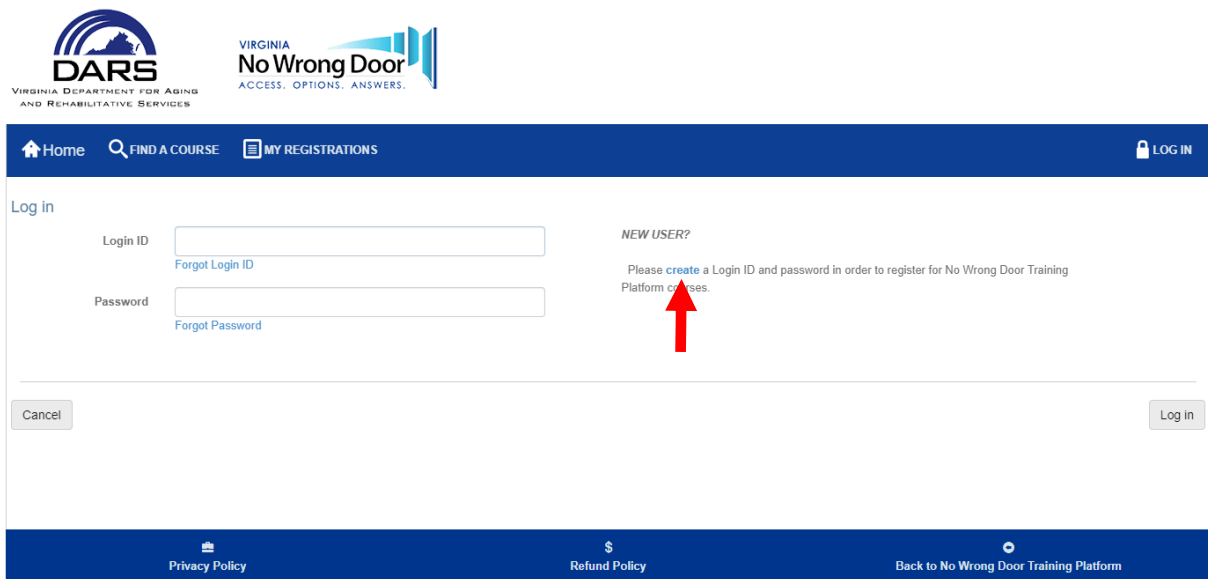 DARS
VIRGINIA DEPARTMENT FOR AGING
AND REHABILITATIVE SERVICES
VIRGINIA
No Wrong Door
ACCESS. OPTIONS. ANSWERS.
Home FIND A COURSE MY REGISTRATIONS LOG IN
Log in
Login ID
Forgot Login ID
Password
Forgot Password
NEW USER?
Please create a Login ID and password in order to register for No Wrong Door Training
Platform courses.
Cancel Log in
$
Privacy Policy Refund Policy Back to No Wrong Door Training Platform